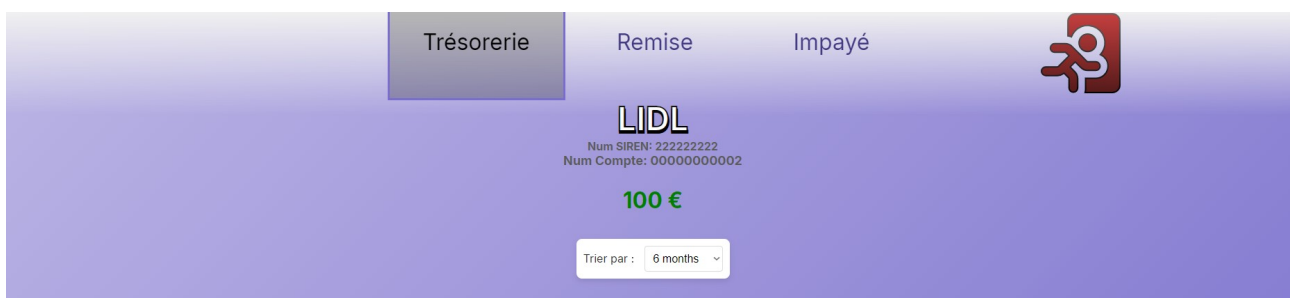 Trésorerie Remise Impayé
LIDL
Num SIREN: 222222222
Num Compte: 00000000002
100 €
Trier par : 6 months